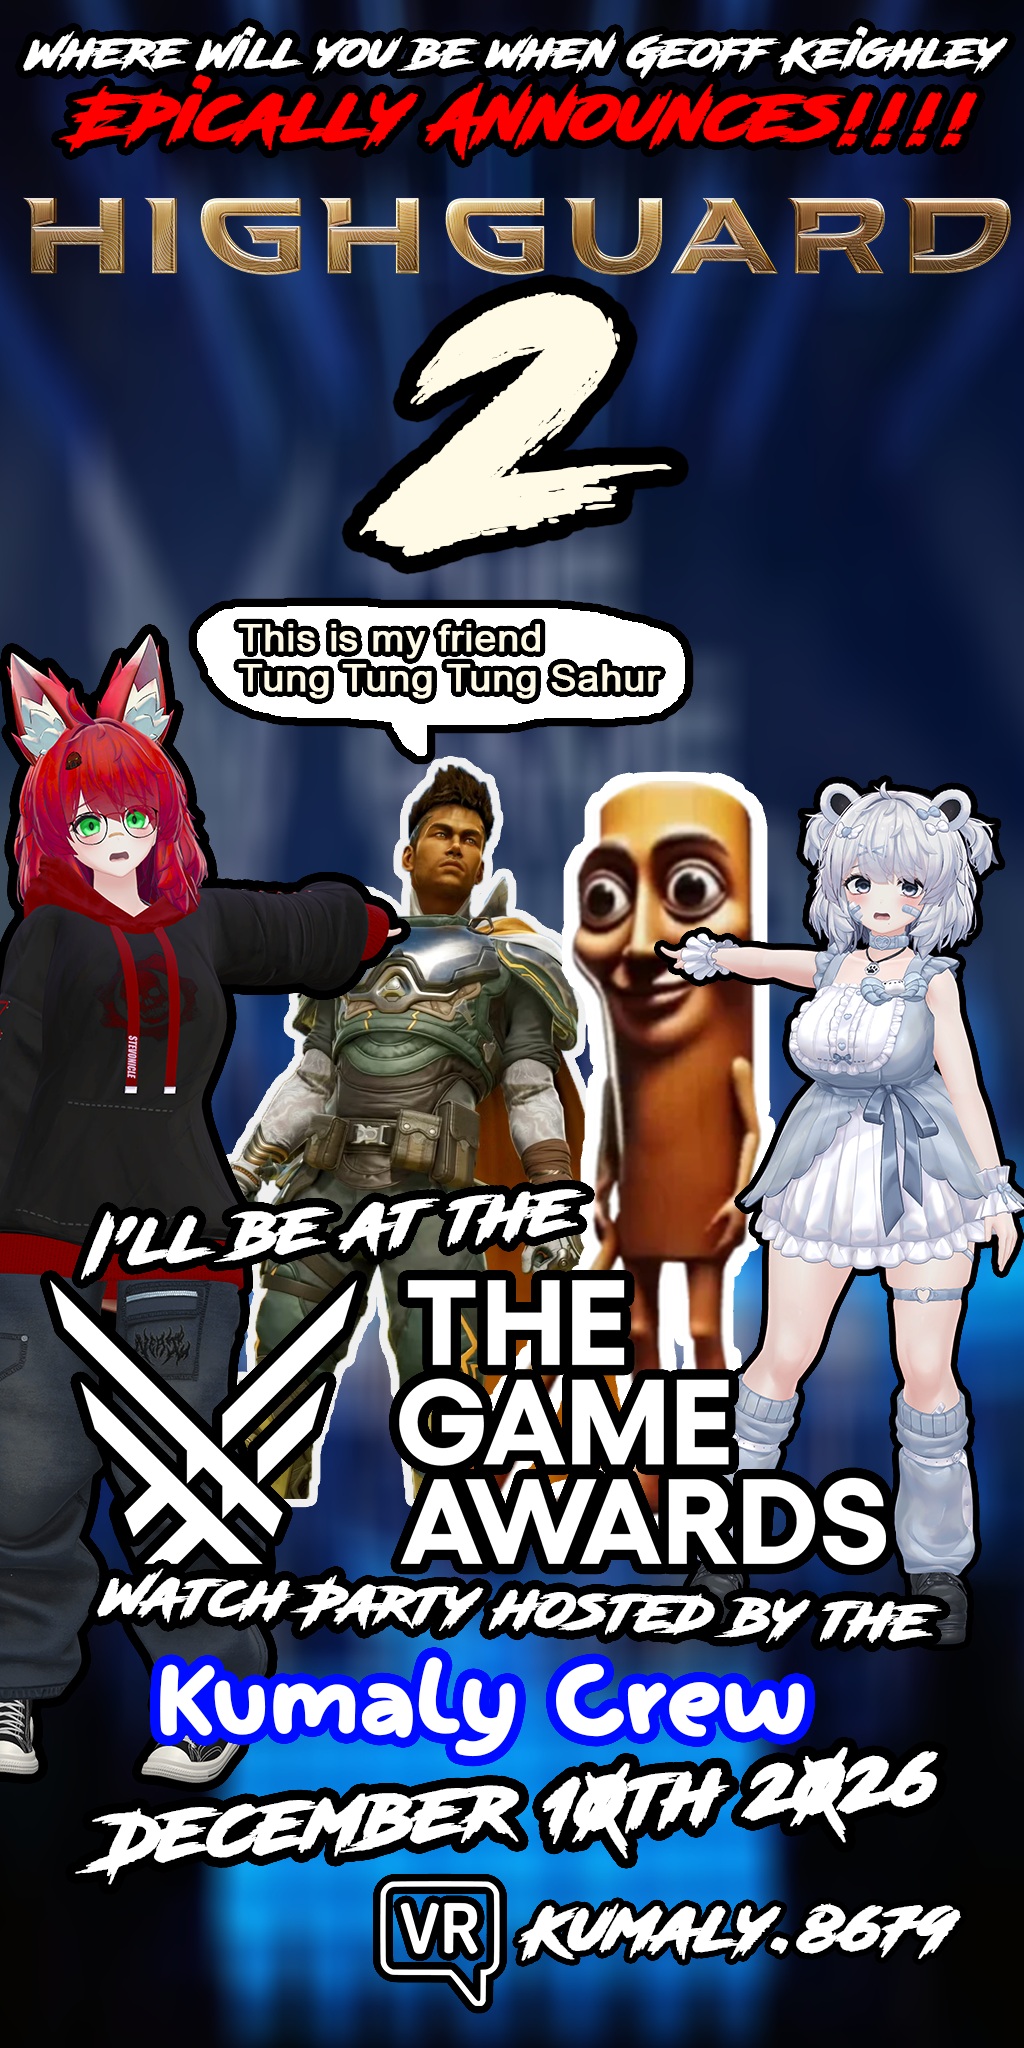 WHERE WILL YOU BE WHEN GEOFF KEIGHLEY
EPICALLY ANNOUNCES!!!!
HIGHGUARD
2
This is my friend
Tung Tung Tung Sahur
STEVONICLE
I'LL BE AT THE
THE
GAME
AWARDS
WATCH PARTY HOSTED BY THE
Kumaly Crew
DECEMBER 10TH 2026
VR KUMALY.8679